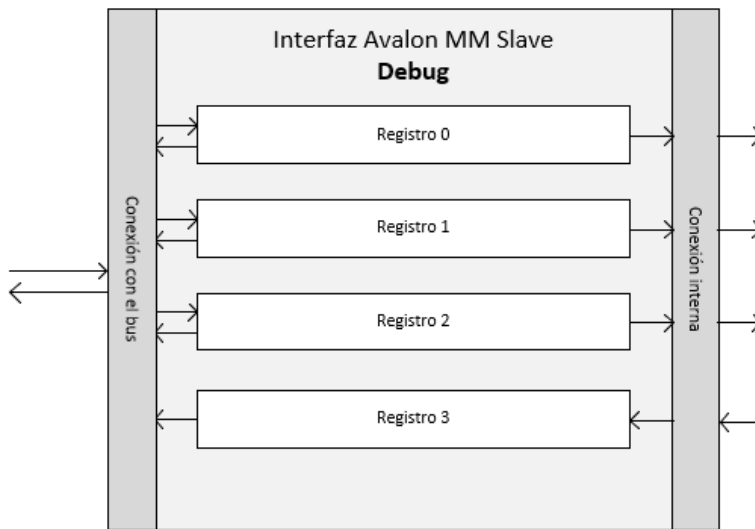 Interfaz Avalon MM Slave
Debug
Conexión con el bus
Registro 0
Registro 1
Registro 2
Registro 3
Conexión interna